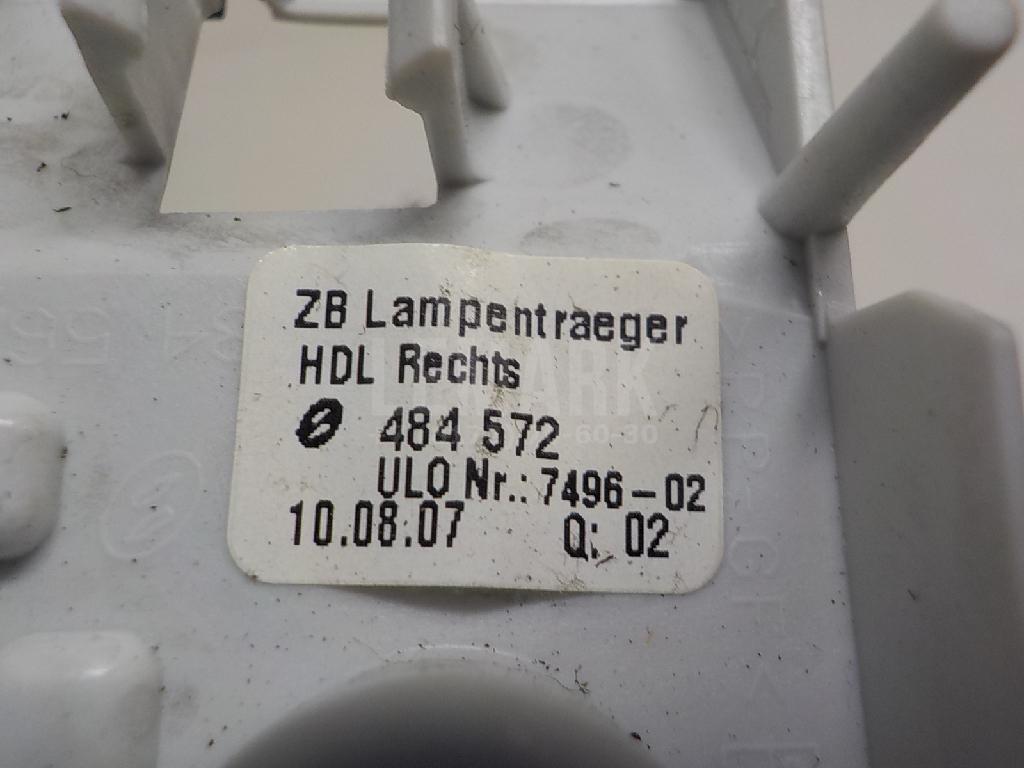 ZB Lampentraeger
HDL Rechts
484 572
ULO Nr.: 7496-02
10.08.07 Q: 02